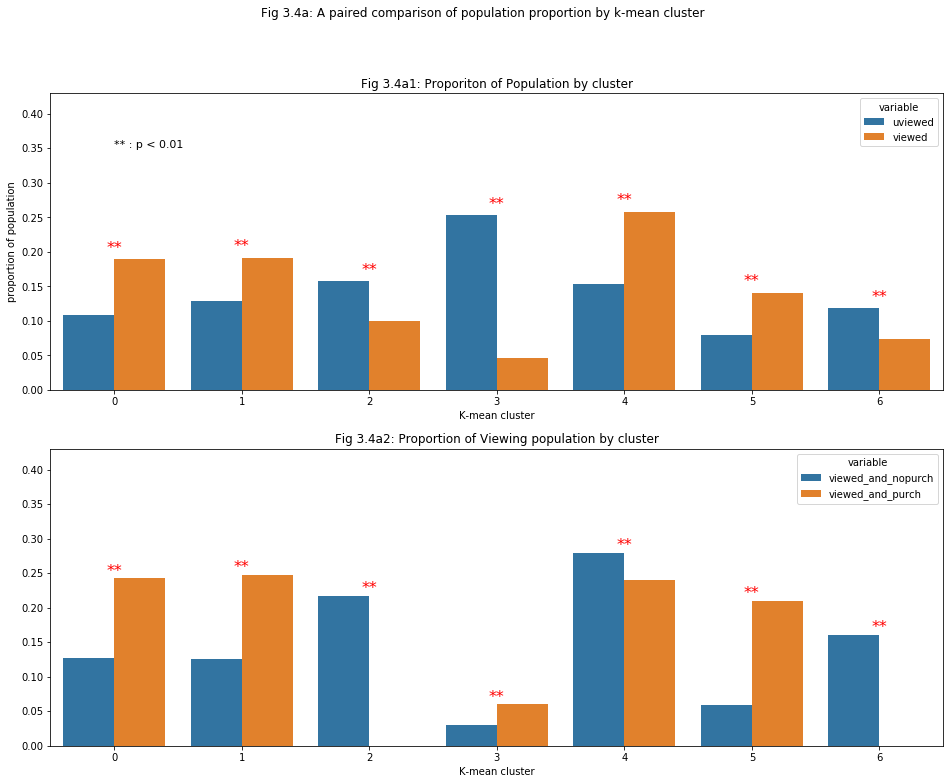 Fig 3.4a: A paired comparison of population proportion by k-mean cluster
Fig 3.4a1: Proporiton of Population by cluster
proportion of population
0.40
0.35
0.30
0.25
0.20
0.15
0.10
0.05
0.00
** : p < 0.01
variable
uviewed
viewed
**
**
**
**
**
**
**
0 1 2 3 4 5 6
K-mean cluster
Fig 3.4a2: Proportion of Viewing population by cluster
0.40
0.35
0.30
0.25
0.20
0.15
0.10
0.05
0.00
variable
viewed_and_nopurch
viewed_and_purch
**
**
**
**
**
**
**
0 1 2 3 4 5 6
K-mean cluster